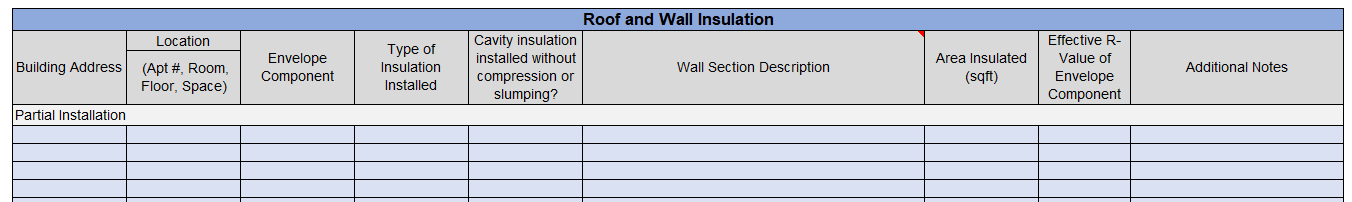 Roof and Wall Insulation
Building Address
Location
(Apt #, Room,
Floor, Space)
Envelope
Component
Type of
Insulation
Installed
Cavity insulation
installed without
compression or
slumping?
Wall Section Description
Area Insulated
(sqft)
Effective R-
Value of
Envelope
Component
Additional Notes
Partial Installation